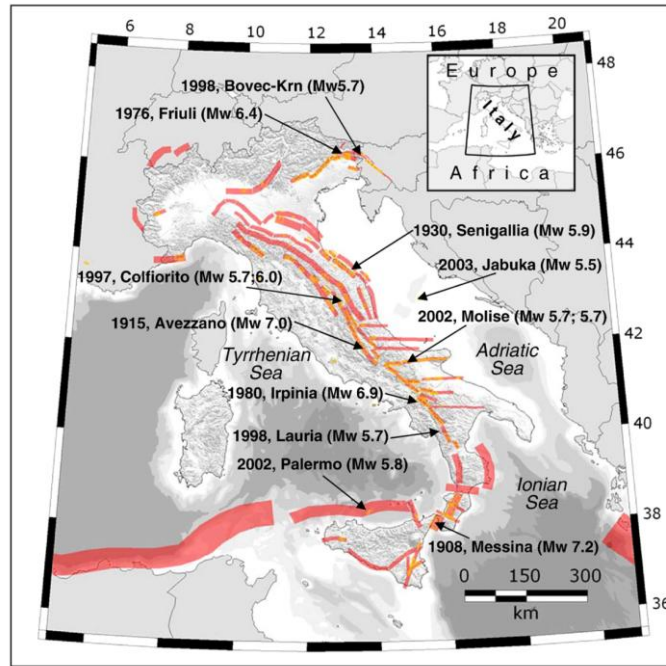 6 8 10 12 14 16 18 20
48
46
44
42
40
38
36
Europe
Italy
Africa
1998, Bovec-Krn (Mw5.7)
1976, Friuli (Mw 6.4)
1930, Senigallia (Mw 5.9)
2003, Jabuka (Mw 5.5)
1997, Colfiorito (Mw 5.7;6.0)
2002, Molise (Mw 5.7; 5.7)
1915, Avezzano (Mw 7.0)
Tyrrhenian
Sea
Adriatic
Sea
1980, Irpinia (Mw 6.9)
1998, Lauria (Mw 5.7)
2002, Palermo (Mw 5.8)
Ionian
Sea
1908, Messina (Mw 7.2)
0 150 300
km